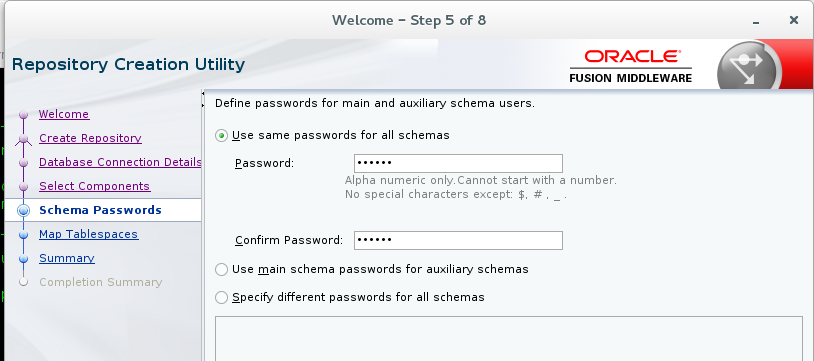 Welcome – Step 5 of 8
Repository Creation Utility
ORACLE
FUSION MIDDLEWARE
Welcome
Create Repository
Database Connection Details
Select Components
Schema Passwords
Map Tablespaces
Summary
Completion Summary
Define passwords for main and auxiliary schema users.
Use same passwords for all schemas
Password: ••••••
Alpha numeric only.Cannot start with a number.
No special characters except: $, # , _ .
Confirm Password: ••••••
Use main schema passwords for auxiliary schemas
Specify different passwords for all schemas